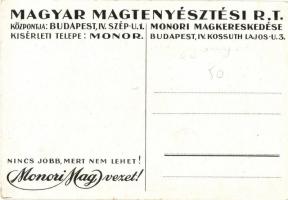 MAGYAR MAGTENYÉSZTÉSI R.T.
KÖZPONTJA: BUDAPEST, IV. SZÉP-U. 1. MONORI MAGKERESKEDÉSE
KISÉRLETI TELEPE: MONOR. BUDAPEST, IV. KOSSUTH LAJOS-U. 3.
50
NINCS JOBB, MERT NEM LEHET!
Monori Mag vezet!